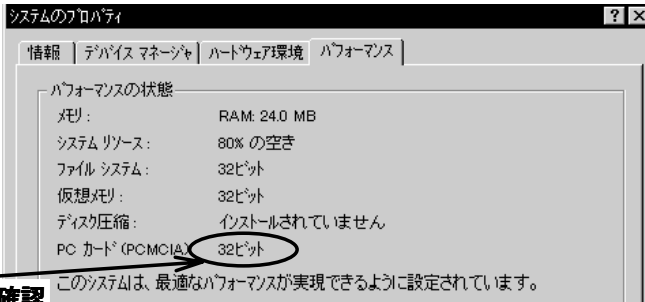 システムのプロパティ
情報 デバイス マネージャ ハードウェア環境 パフォーマンス
パフォーマンスの状態
メモリ: RAM: 24.0 MB
システム リソース: 80% の空き
ファイル システム: 32ビット
仮想メモリ: 32ビット
ディスク圧縮: インストールされていません
PC カード (PCMCIA) 32ビット
このシステムは、最適なパフォーマンスが実現できるように設定されています。
確認